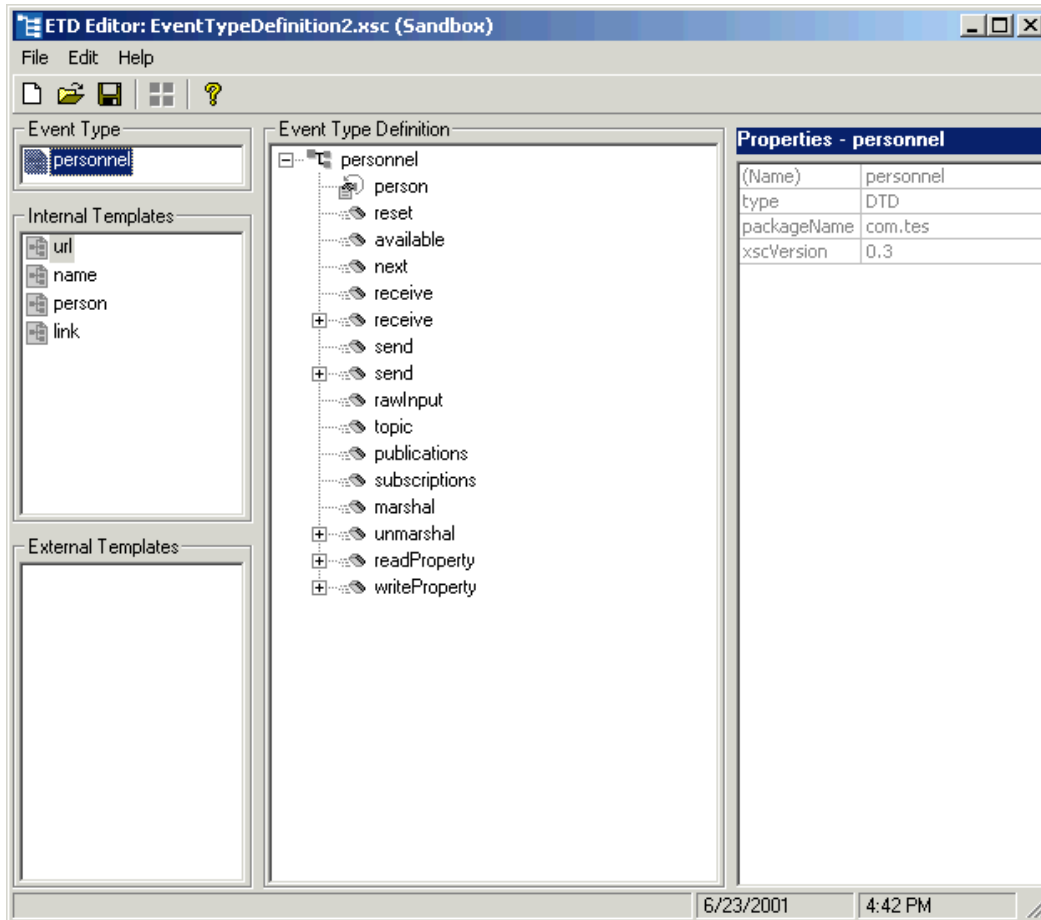 ETD Editor: EventTypeDefinition2.xsc (Sandbox)
File Edit Help
Event Type
personnel
Internal Templates
url
name
person
link
External Templates
Event Type Definition
personnel
person
reset
available
next
receive
receive
send
send
rawInput
topic
publications
subscriptions
marshal
unmarshal
readProperty
writeProperty
Properties - personnel
(Name) personnel
type DTD
packageName com.tes
xscVersion 0.3
6/23/2001 4:42 PM